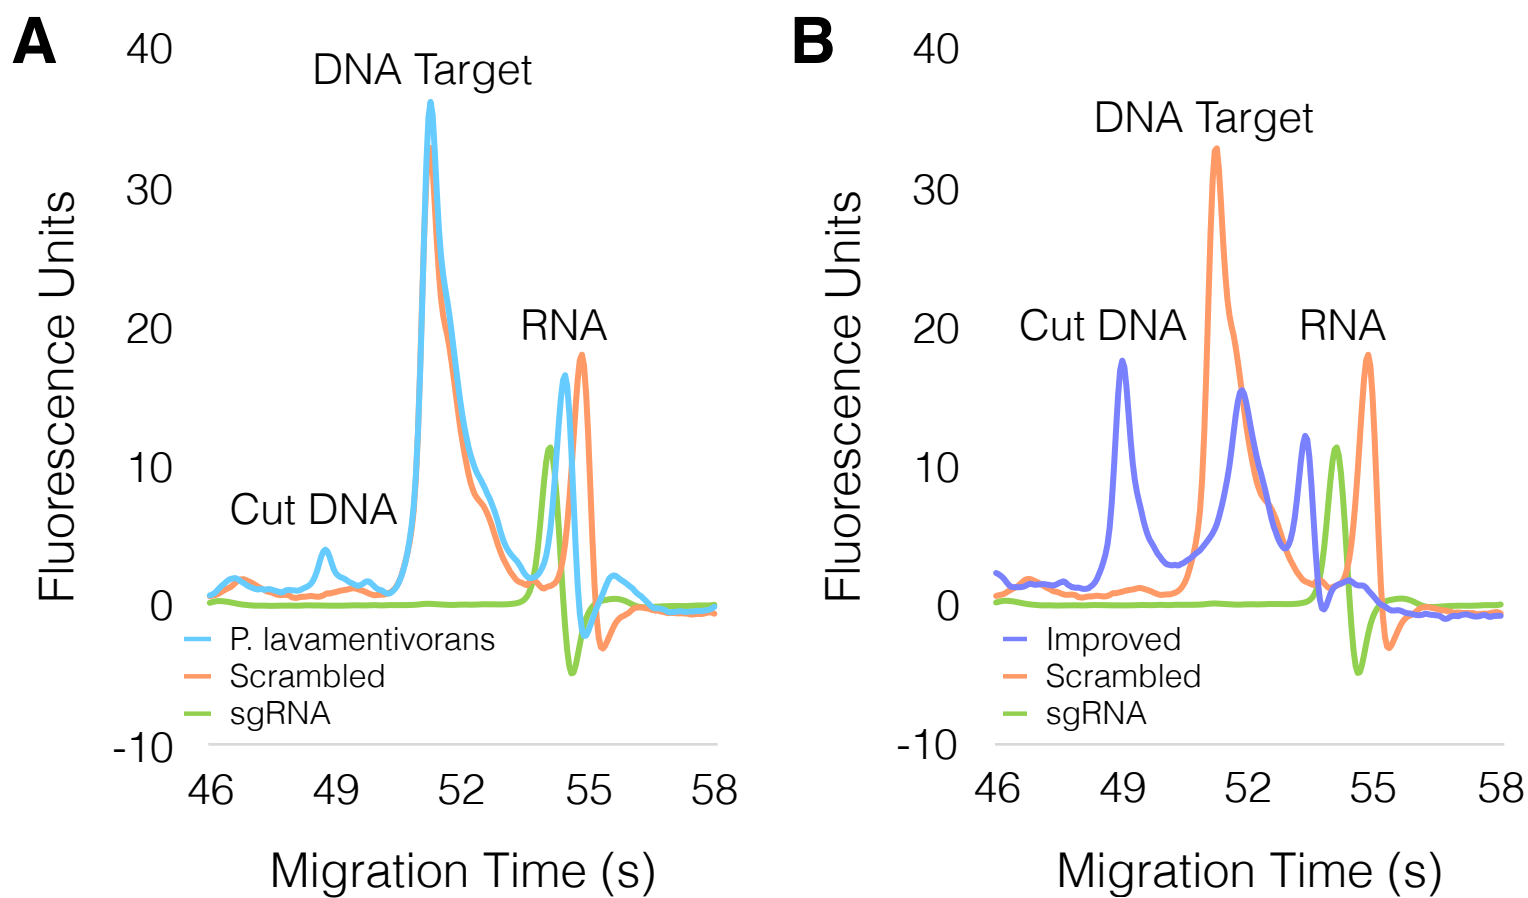 A
40
DNA Target
30
RNA
20
10
Cut DNA
0
P. lavamentivorans
Scrambled
sgRNA
-10
46 49 52 55 58
Migration Time (s)
Fluorescence Units
B
40
DNA Target
30
Cut DNA RNA
20
10
0
Improved
Scrambled
sgRNA
-10
46 49 52 55 58
Migration Time (s)
Fluorescence Units